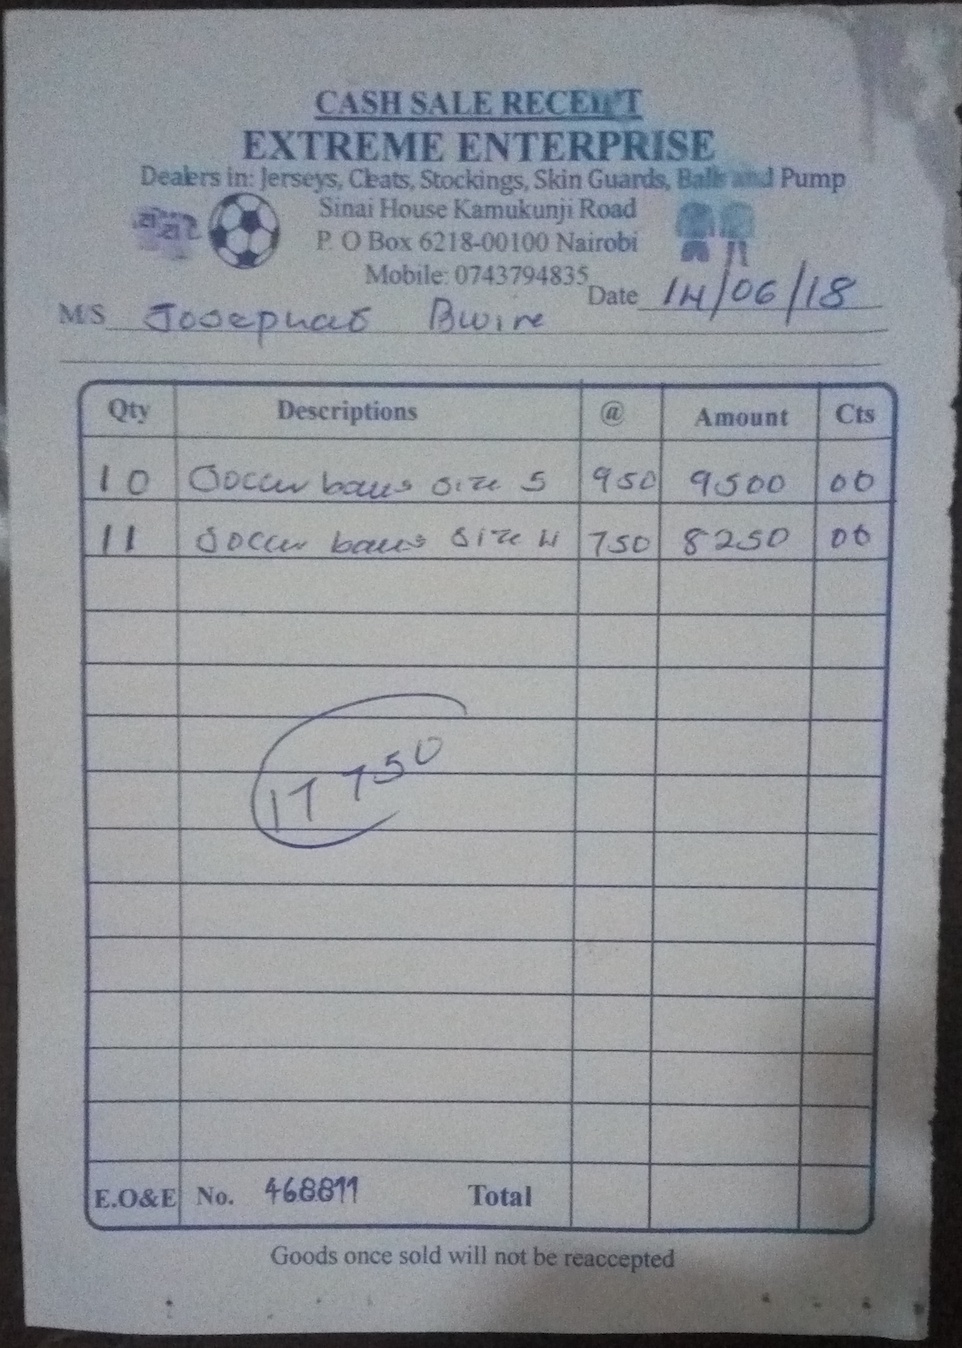 CASH SALE RECEIPT
EXTREME ENTERPRISE
Dealers in: Jerseys, Cleats, Stockings, Skin Guards, Balls and Pump
Sinai House Kamukunji Road
P. O Box 6218-00100 Nairobi
Mobile: 0743794835
Date 14/06/18
M/S Josephat Bwire
Qty Descriptions @ Amount Cts
10 Soccer balls size 5 950 9500 00
11 Soccer balls size 4 750 8250 00
17 750
E.O&E No. 468811 Total
Goods once sold will not be reaccepted